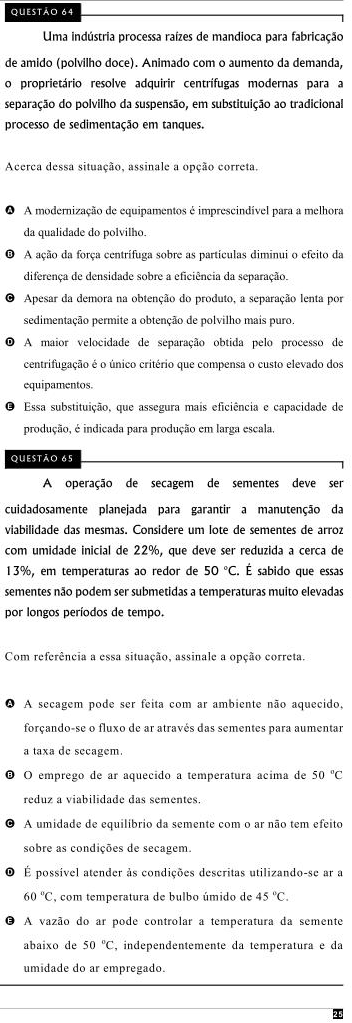 QUESTÃO 64
Uma indústria processa raízes de mandioca para fabricação
de amido (polvilho doce). Animado com o aumento da demanda,
o proprietário resolve adquirir centrífugas modernas para a
separação do polvilho da suspensão, em substituição ao tradicional
processo de sedimentação em tanques.
Acerca dessa situação, assinale a opção correta.
A A modernização de equipamentos é imprescindível para a melhora
da qualidade do polvilho.
B A ação da força centrífuga sobre as partículas diminui o efeito da
diferença de densidade sobre a eficiência da separação.
C Apesar da demora na obtenção do produto, a separação lenta por
sedimentação permite a obtenção de polvilho mais puro.
D A maior velocidade de separação obtida pelo processo de
centrifugação é o único critério que compensa o custo elevado dos
equipamentos.
E Essa substituição, que assegura mais eficiência e capacidade de
produção, é indicada para produção em larga escala.
QUESTÃO 65
A operação de secagem de sementes deve ser
cuidadosamente planejada para garantir a manutenção da
viabilidade das mesmas. Considere um lote de sementes de arroz
com umidade inicial de 22%, que deve ser reduzida a cerca de
13%, em temperaturas ao redor de 50 °C. É sabido que essas
sementes não podem ser submetidas a temperaturas muito elevadas
por longos períodos de tempo.
Com referência a essa situação, assinale a opção correta.
A A secagem pode ser feita com ar ambiente não aquecido,
forçando-se o fluxo de ar através das sementes para aumentar
a taxa de secagem.
B O emprego de ar aquecido a temperatura acima de 50 °C
reduz a viabilidade das sementes.
C A umidade de equilíbrio da semente com o ar não tem efeito
sobre as condições de secagem.
D É possível atender às condições descritas utilizando-se ar a
60 °C, com temperatura de bulbo úmido de 45 °C.
E A vazão do ar pode controlar a temperatura da semente
abaixo de 50 °C, independentemente da temperatura e da
umidade do ar empregado.
25